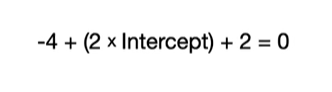 -4 + (2 x Intercept) + 2 = 0